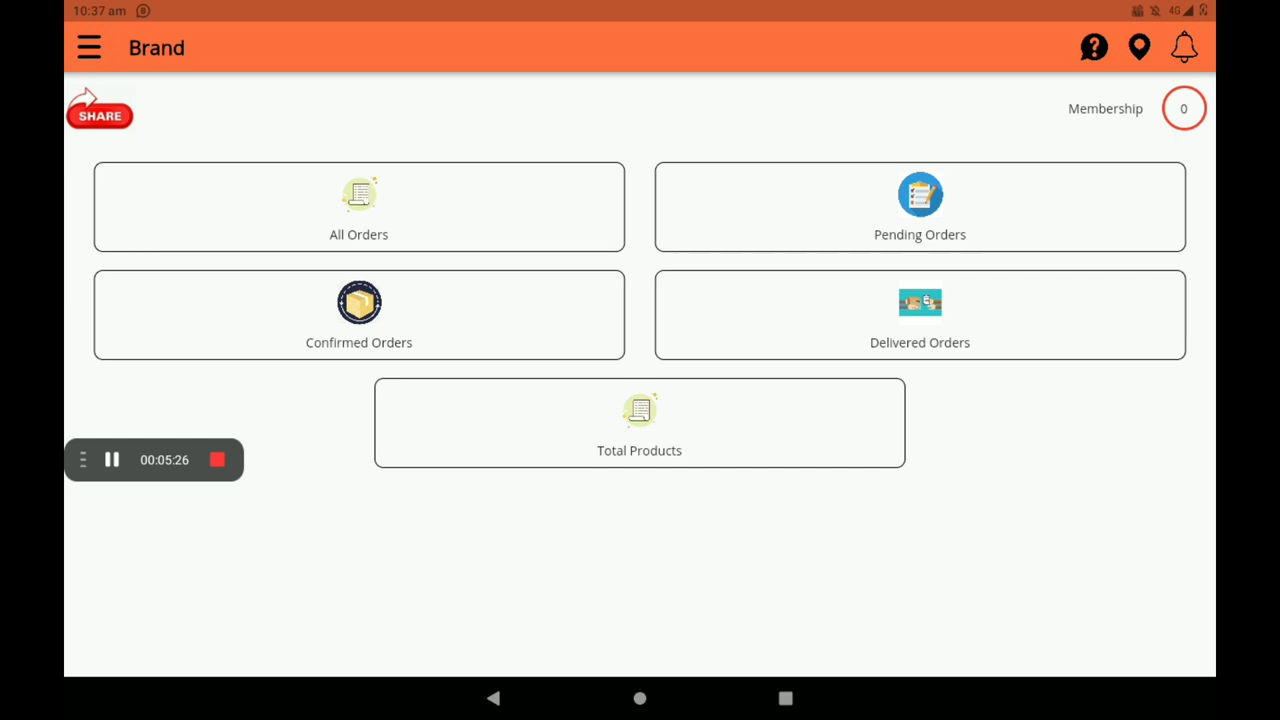 10:37 am
4G
Brand
SHARE
Membership 0
All Orders
Pending Orders
Confirmed Orders
Delivered Orders
Total Products
00:05:26